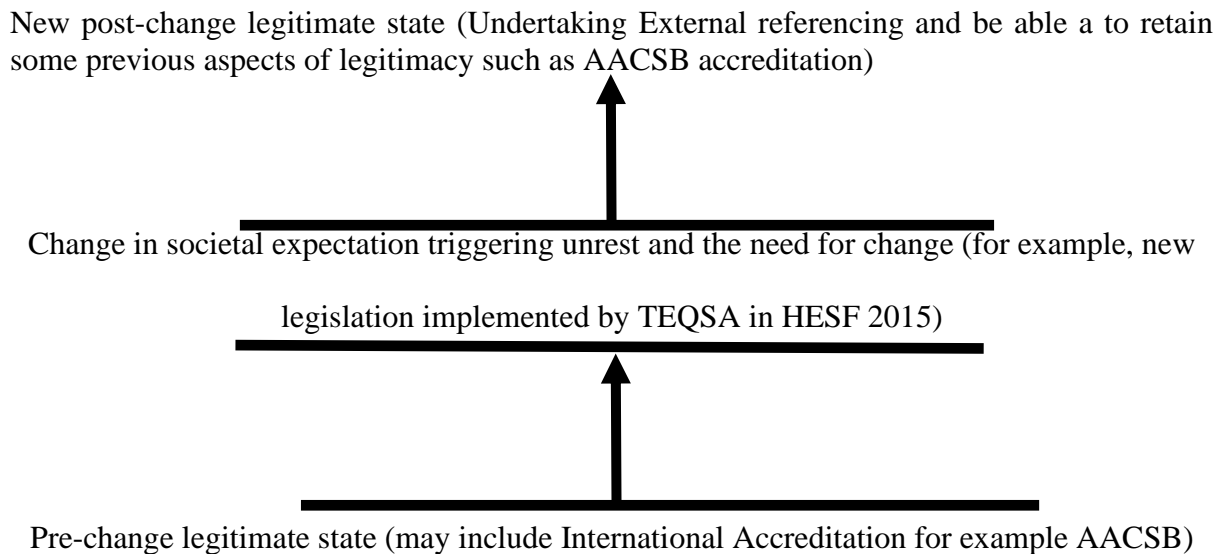 New post-change legitimate state (Undertaking External referencing and be able a to retain
some previous aspects of legitimacy such as AACSB accreditation)
Change in societal expectation triggering unrest and the need for change (for example, new
legislation implemented by TEQSA in HESF 2015)
Pre-change legitimate state (may include International Accreditation for example AACSB)